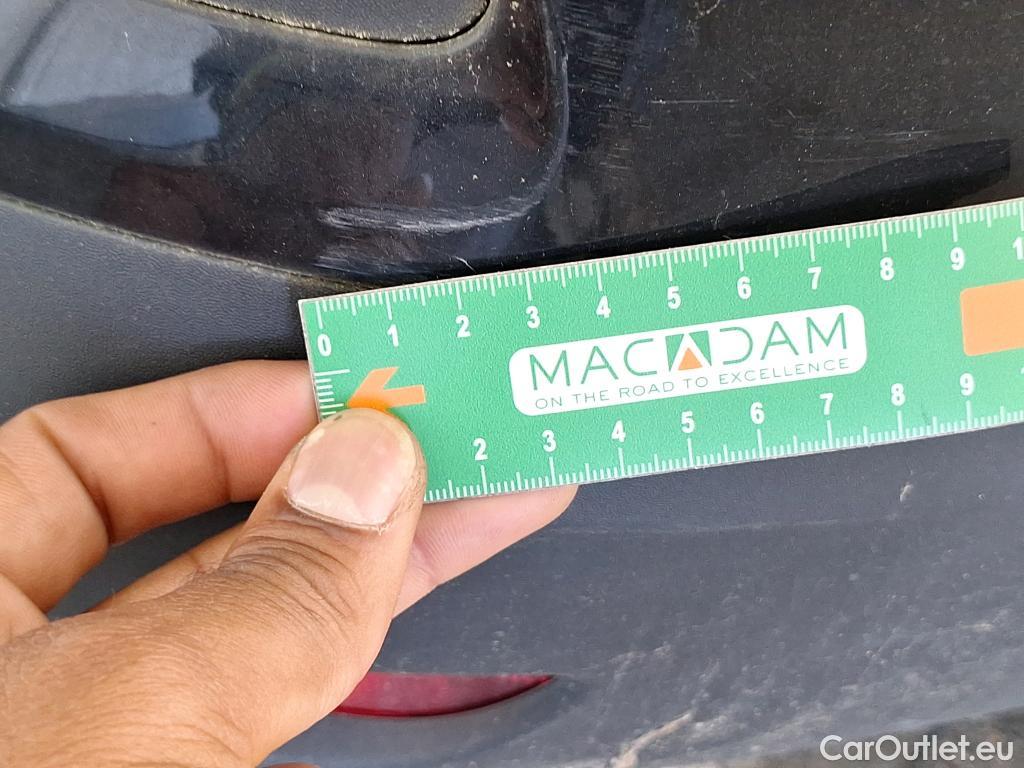 0 1 2 3 4 5 6 7 8 9 1
MACADAM
ON THE ROAD TO EXCELLENCE
2 3 4 5 6 7 8 9
CarOutlet.eu